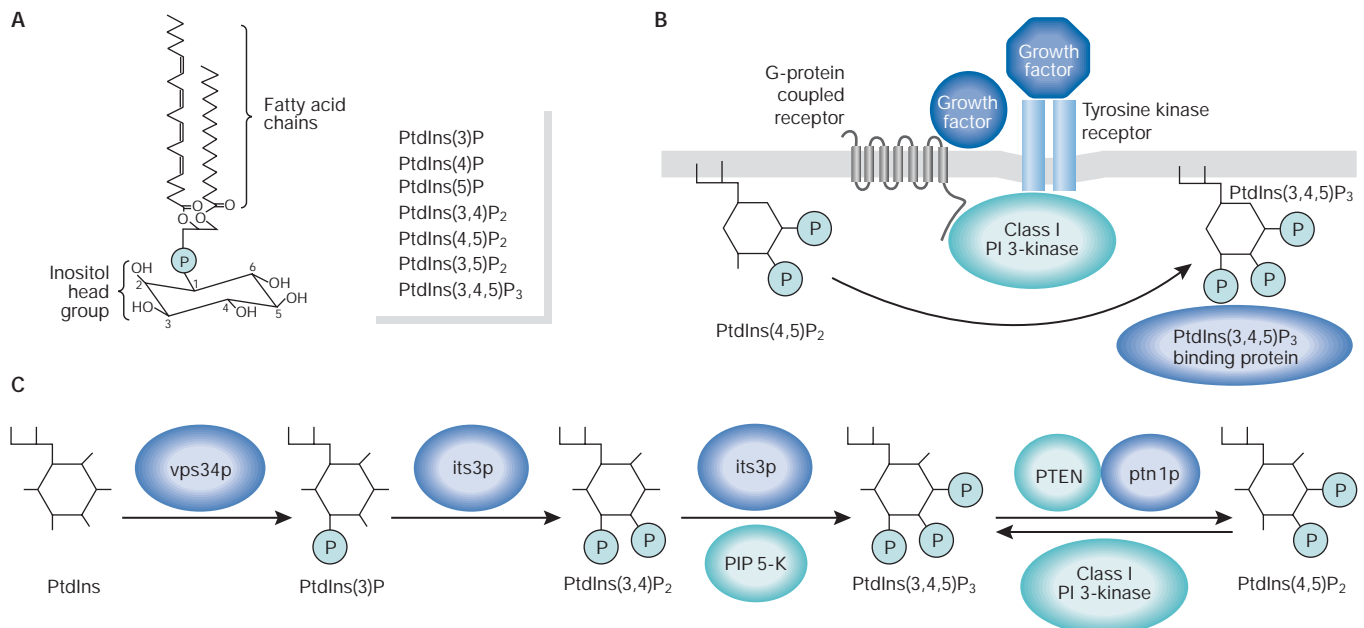 A
Fatty acid
chains
O
O
O
O
P
Inositol
head
group
OH
2
1
6
OH
HO
3
4
OH
5
OH
PtdIns(3)P
PtdIns(4)P
PtdIns(5)P
PtdIns(3,4)P2
PtdIns(4,5)P2
PtdIns(3,5)P2
PtdIns(3,4,5)P3
B
G-protein
coupled
receptor
Growth
factor
Growth
factor
Tyrosine kinase
receptor
Class I
PI 3-kinase
P
P
PtdIns(4,5)P2
PtdIns(3,4,5)P3
P
P
P
PtdIns(3,4,5)P3
binding protein
C
PtdIns
vps34p
P
PtdIns(3)P
its3p
P
P
PtdIns(3,4)P2
its3p
PIP 5-K
P
P
P
PtdIns(3,4,5)P3
PTEN
ptn1p
Class I
PI 3-kinase
P
P
PtdIns(4,5)P2